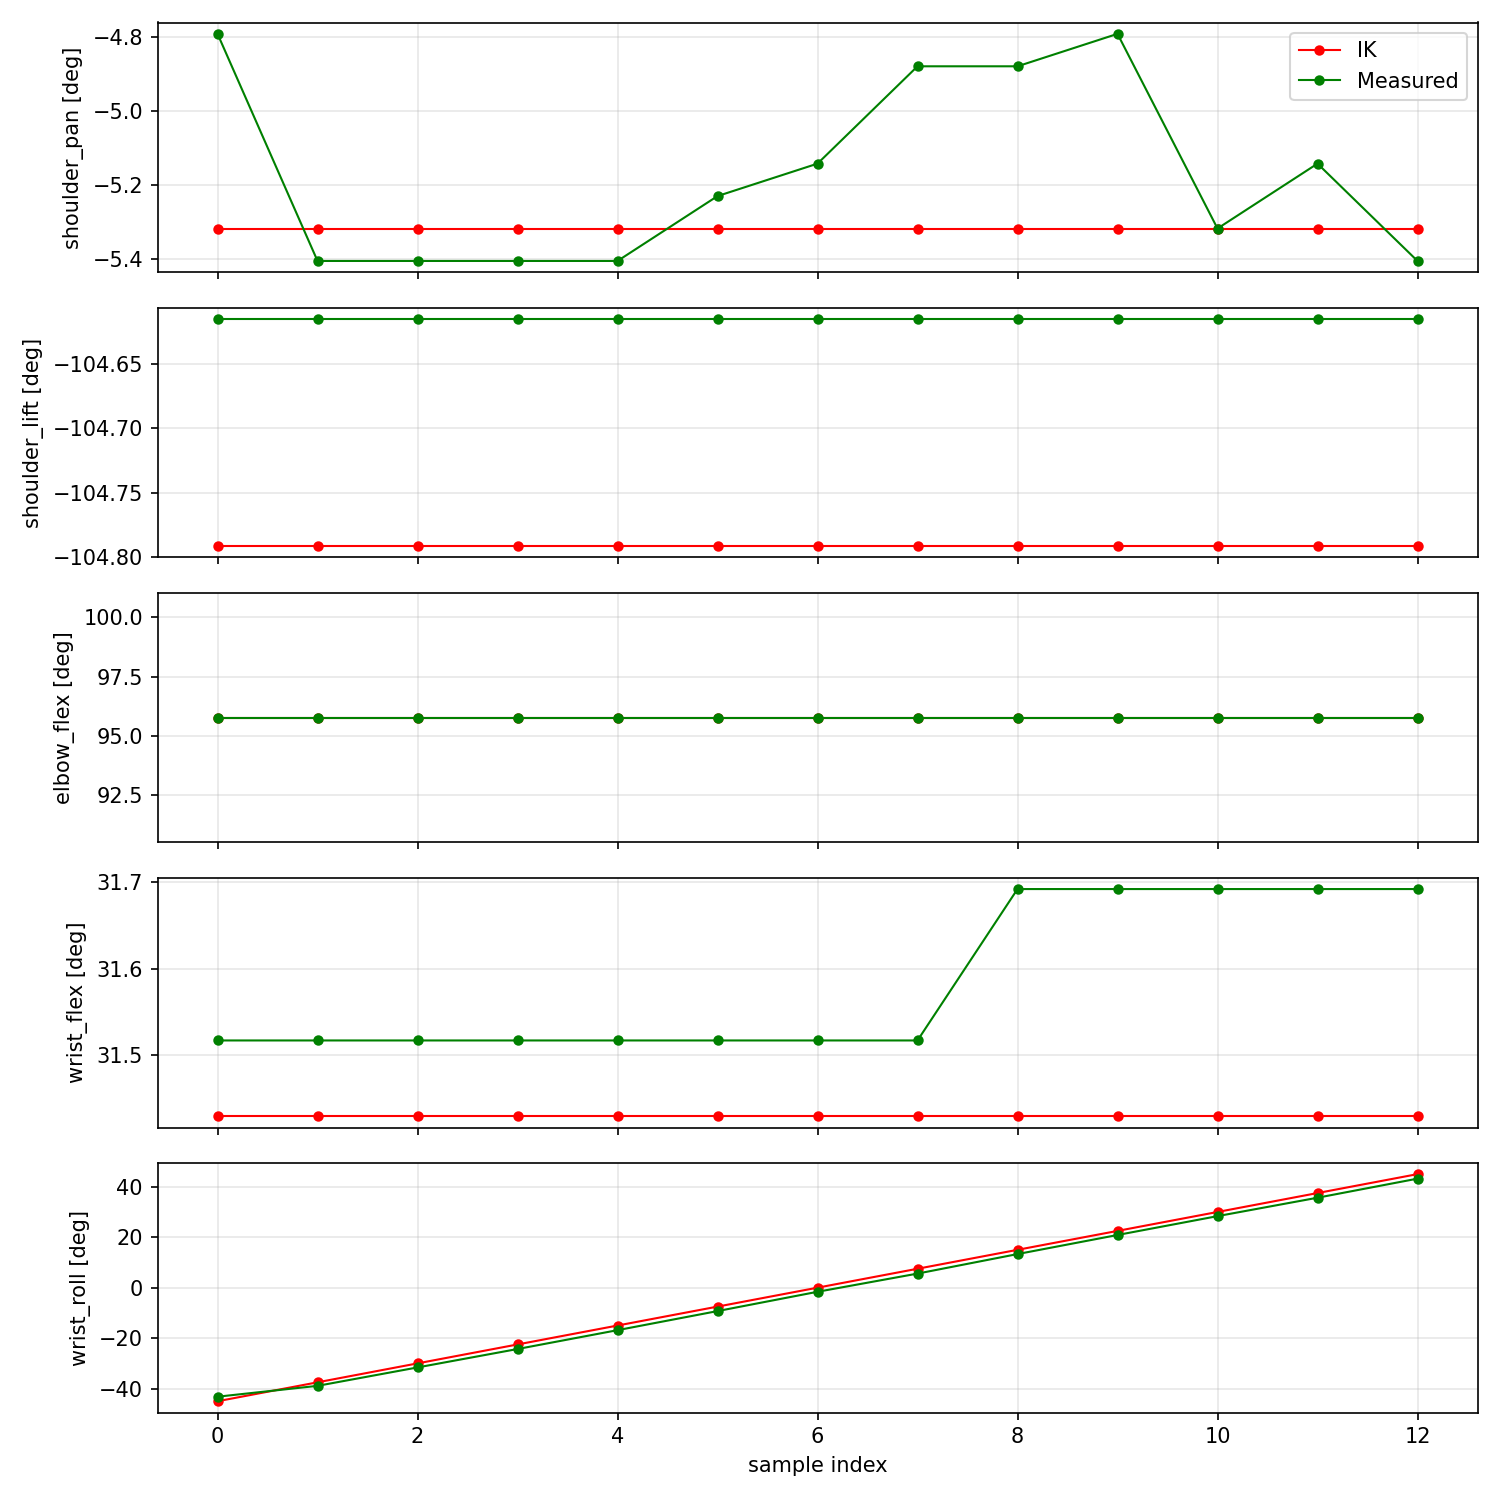 shoulder_pan [deg]
−4.8
−5.0
−5.2
−5.4
IK
Measured
shoulder_lift [deg]
−104.65
−104.70
−104.75
−104.80
elbow_flex [deg]
100.0
97.5
95.0
92.5
wrist_flex [deg]
31.7
31.6
31.5
wrist_roll [deg]
40
20
0
−20
−40
0 2 4 6 8 10 12
sample index